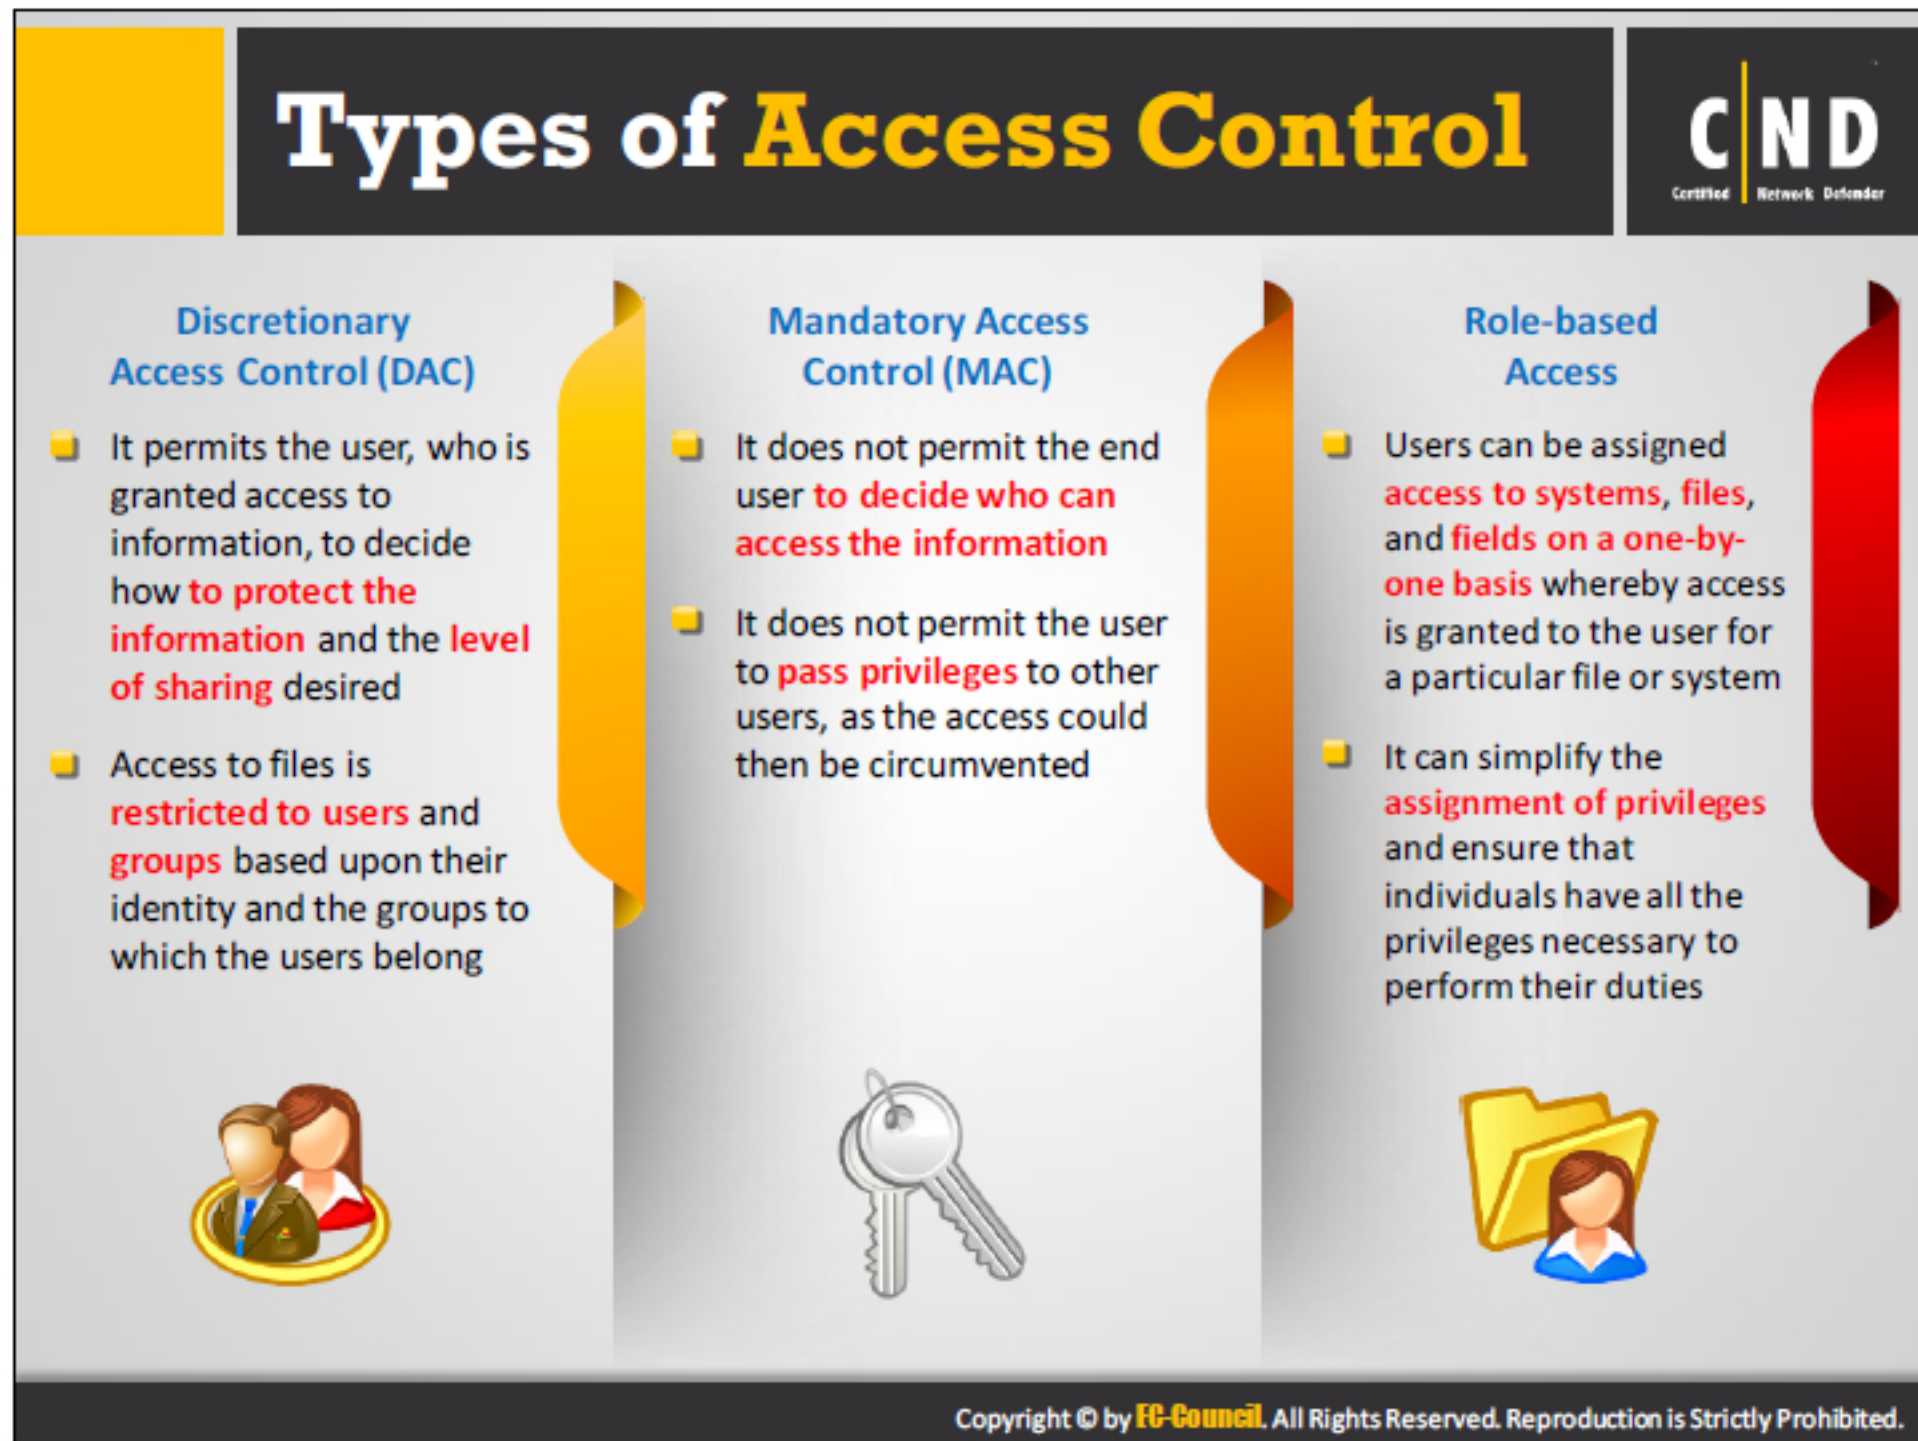 Types of Access Control
C|ND
Certified Network Defender
Discretionary
Access Control (DAC)
It permits the user, who is
granted access to
information, to decide
how to protect the
information and the level
of sharing desired
Access to files is
restricted to users and
groups based upon their
identity and the groups to
which the users belong
Mandatory Access
Control (MAC)
It does not permit the end
user to decide who can
access the information
It does not permit the user
to pass privileges to other
users, as the access could
then be circumvented
Role-based
Access
Users can be assigned
access to systems, files,
and fields on a one-by-
one basis whereby access
is granted to the user for
a particular file or system
It can simplify the
assignment of privileges
and ensure that
individuals have all the
privileges necessary to
perform their duties
Copyright © by EC-Council. All Rights Reserved. Reproduction is Strictly Prohibited.